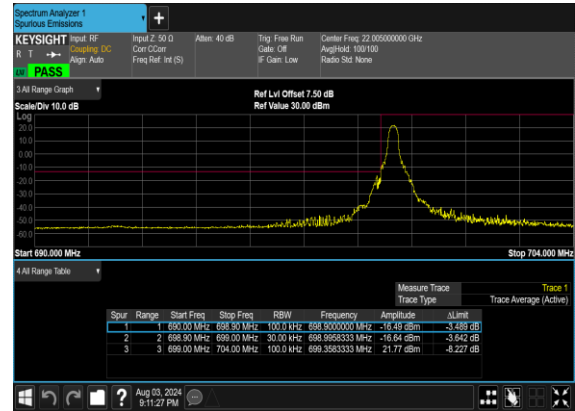 Spectrum Analyzer 1
Spurious Emissions
KEYSIGHT Input: RF Input Z: 50 Ω Atten: 40 dB Trig: Free Run Center Freq: 22.005000000 GHz
R T Coupling: DC Corr CCorr Gate: Off Avg|Hold: 100/100
Align: Auto Freq Ref: Int (S) IF Gain: Low Radio Std: None
LXI PASS
3 All Range Graph
Ref Lvl Offset 7.50 dB
Scale/Div 10.0 dB Ref Value 30.00 dBm
Log
20.0
10.0
0.00
-10.0
-20.0
-30.0
-40.0
-50.0
-60.0
Start 690.000 MHz Stop 704.000 MHz
4 All Range Table
Measure Trace Trace 1
Trace Type Trace Average (Active)
Spur Range Start Freq Stop Freq RBW Frequency Amplitude ΔLimit
1 1 690.00 MHz 698.90 MHz 100.0 kHz 698.9000000 MHz -16.49 dBm -3.489 dB
2 2 698.90 MHz 699.00 MHz 30.00 kHz 698.9958333 MHz -16.64 dBm -3.642 dB
3 3 699.00 MHz 704.00 MHz 100.0 kHz 699.3583333 MHz 21.77 dBm -8.227 dB
Aug 03, 2024
9:11:27 PM